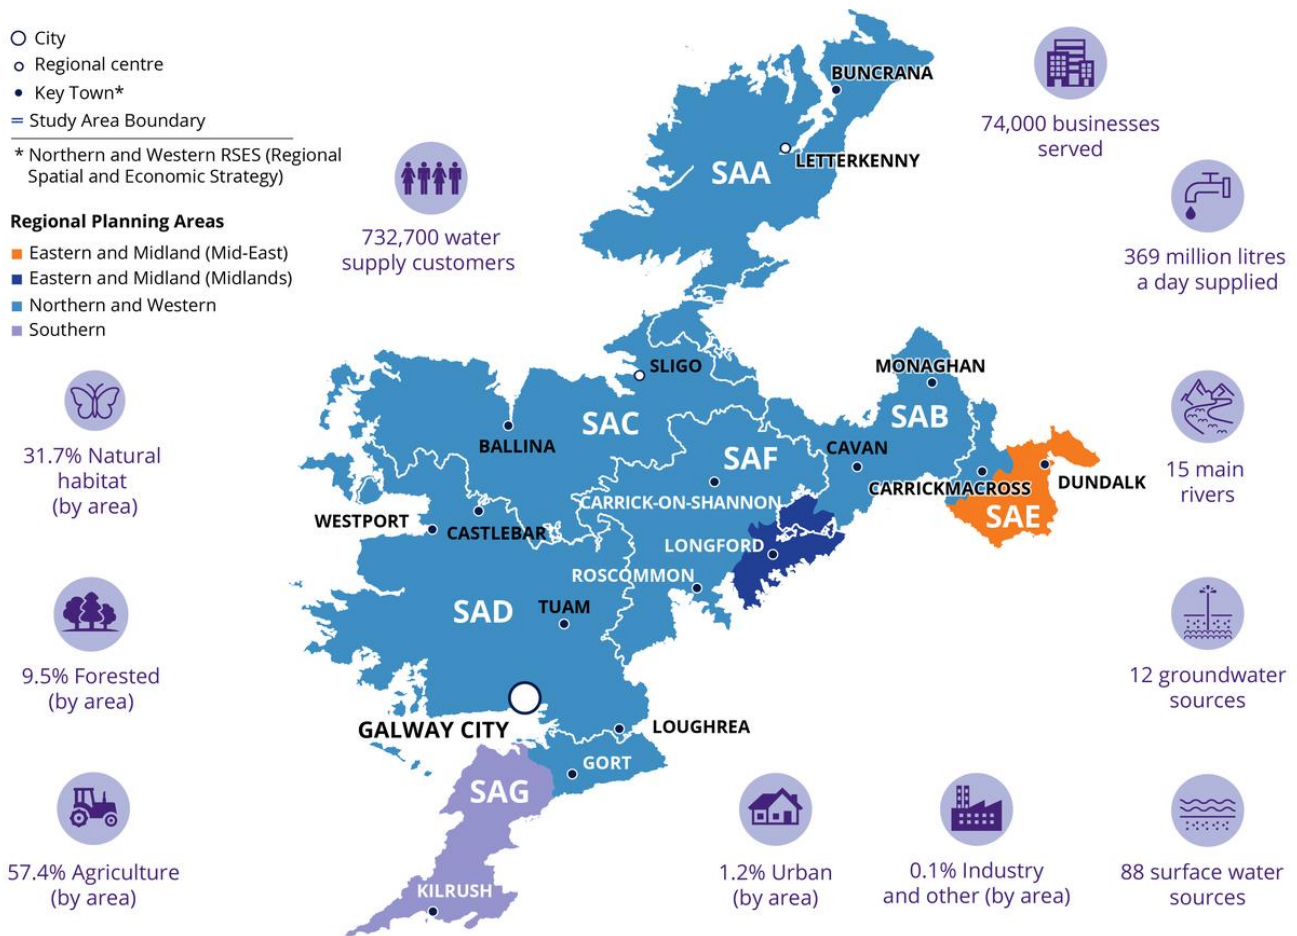 City
Regional centre
Key Town*
Study Area Boundary
* Northern and Western RSES (Regional
Spatial and Economic Strategy)
Regional Planning Areas
Eastern and Midland (Mid-East)
Eastern and Midland (Midlands)
Northern and Western
Southern
732,700 water
supply customers
74,000 businesses
served
369 million litres
a day supplied
31.7% Natural
habitat
(by area)
15 main
rivers
9.5% Forested
(by area)
12 groundwater
sources
57.4% Agriculture
(by area)
1.2% Urban
(by area)
0.1% Industry
and other (by area)
88 surface water
sources
BUNCRANA
LETTERKENNY
SAA
SLIGO
MONAGHAN
SAB
SAC
BALLINA
SAF
CAVAN
CARRICK-ON-SHANNON
CARRICKMACROSS
DUNDALK
SAE
WESTPORT
CASTLEBAR
LONGFORD
ROSCOMMON
SAD
TUAM
GALWAY CITY
LOUGHREA
GORT
SAG
KILRUSH